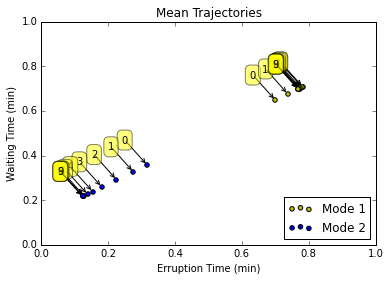 Mean Trajectories
1.0
0.8
0.6
0.4
0.2
0.0
Waiting Time (min)
0
1
9
0
1
2
3
9
Mode 1
Mode 2
0.0 0.2 0.4 0.6 0.8 1.0
Erruption Time (min)